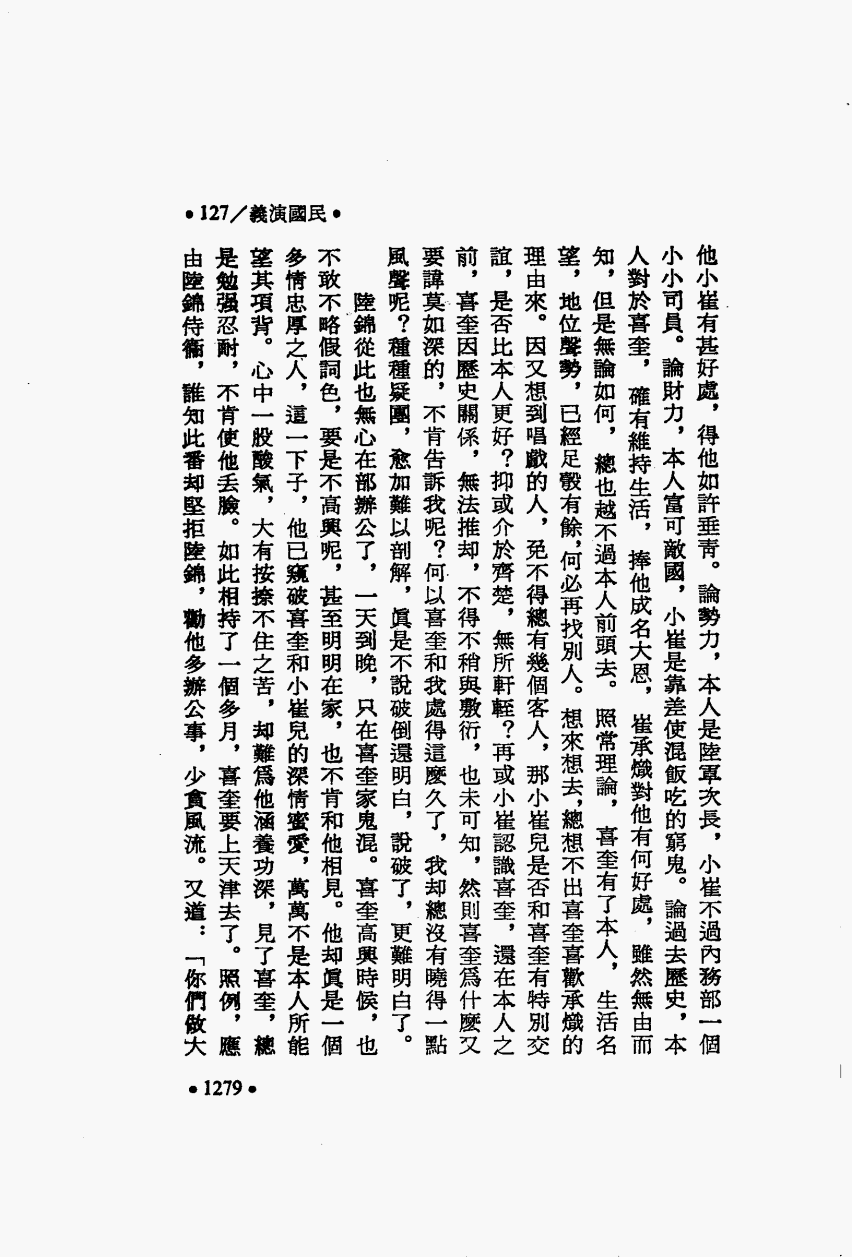 •民國演義/127•
他小崔有甚好處，得他如許垂靑。論勢力，本人是陸軍次長，小崔不過內務部一個
小小司員。論財力，本人富可敵國，小崔是靠差使混飯吃的窮鬼。論過去歷史，本
人對於喜奎，確有維持生活，捧他成名大恩，崔承熾對他有何好處，雖然無由而
知，但是無論如何，總也越不過本人前頭去。照常理論，喜奎有了本人，生活名
望，地位聲勢，已經足彀有餘，何必再找別人。想來想去，總想不出喜奎喜歡承熾的
理由來。因又想到唱戲的人，免不得總有幾個客人，那小崔兒是否和喜奎有特別交
誼，是否比本人更好？抑或介於齊楚，無所軒輊？再或小崔認識喜奎，還在本人之
前，喜奎因歷史關係，無法推却，不得不稍與敷衍，也未可知，然則喜奎爲什麼又
要諱莫如深的，不肯告訴我呢？何以喜奎和我處得這麼久了，我却總沒有曉得一點
風聲呢？種種疑團，愈加難以剖解，眞是不說破倒還明白，說破了，更難明白了。
陸錦從此也無心在部辦公了，一天到晚，只在喜奎家鬼混。喜奎高興時候，也
不敢不略假詞色，要是不高興呢，甚至明明在家，也不肯和他相見。他却眞是一個
多情忠厚之人，這一下子，他已窺破喜奎和小崔兒的深情蜜愛，萬萬不是本人所能
望其項背。心中一股酸氣，大有按捺不住之苦，却難爲他涵養功深，見了喜奎，總
是勉强忍耐，不肯使他丢臉。如此相持了一個多月，喜奎要上天津去了。照例，應
由陸錦侍衞，誰知此番却堅拒陸錦，勸他多辦公事，少貪風流。又道：「你們做大
•1279•